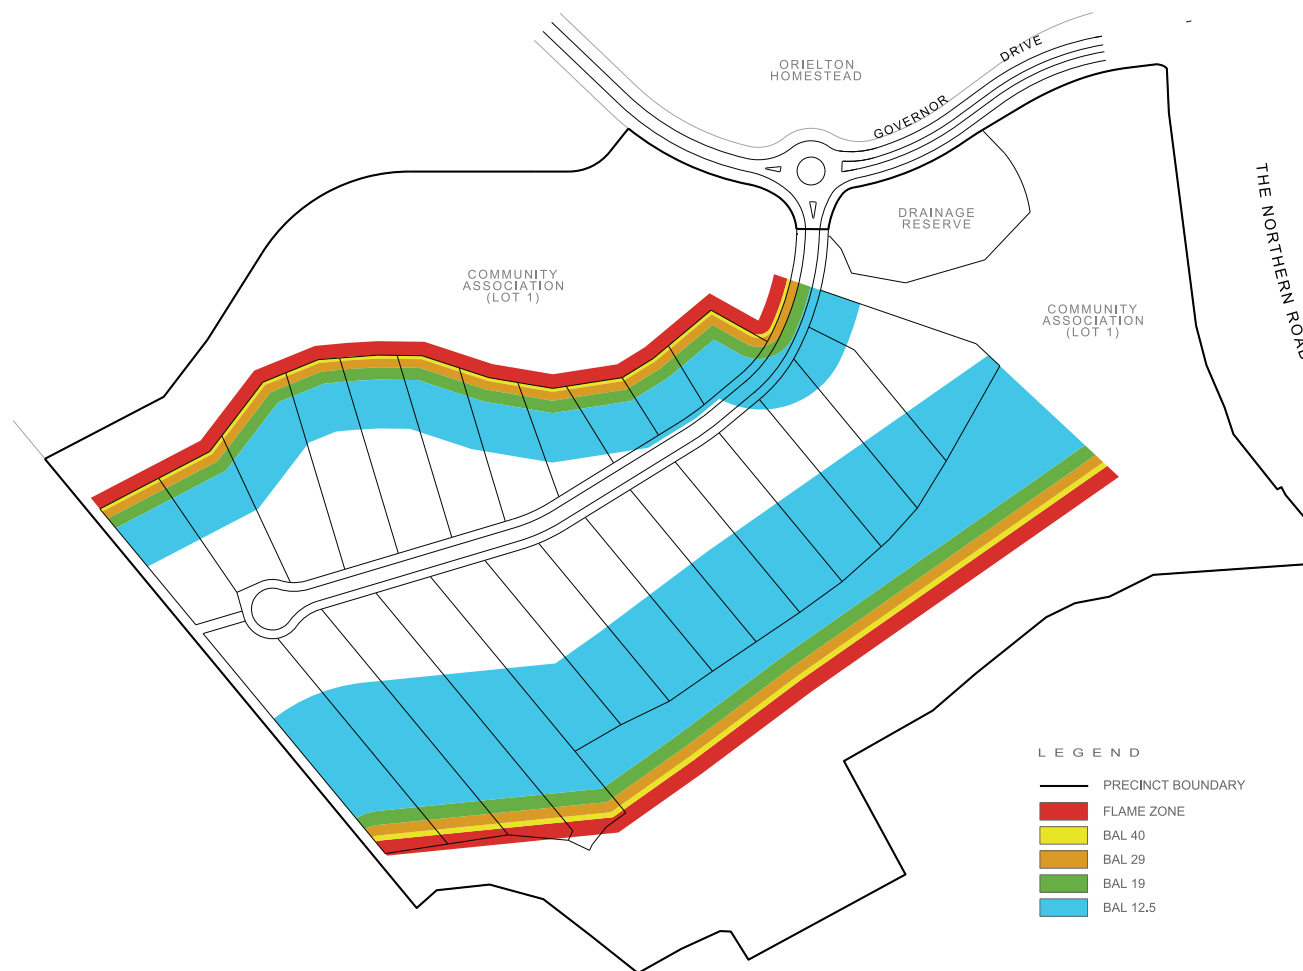 ORIELTON
HOMESTEAD
GOVERNOR DRIVE
THE NORTHERN ROAD
DRAINAGE
RESERVE
COMMUNITY
ASSOCIATION
(LOT 1)
COMMUNITY
ASSOCIATION
(LOT 1)
LEGEND
PRECINCT BOUNDARY
FLAME ZONE
BAL 40
BAL 29
BAL 19
BAL 12.5